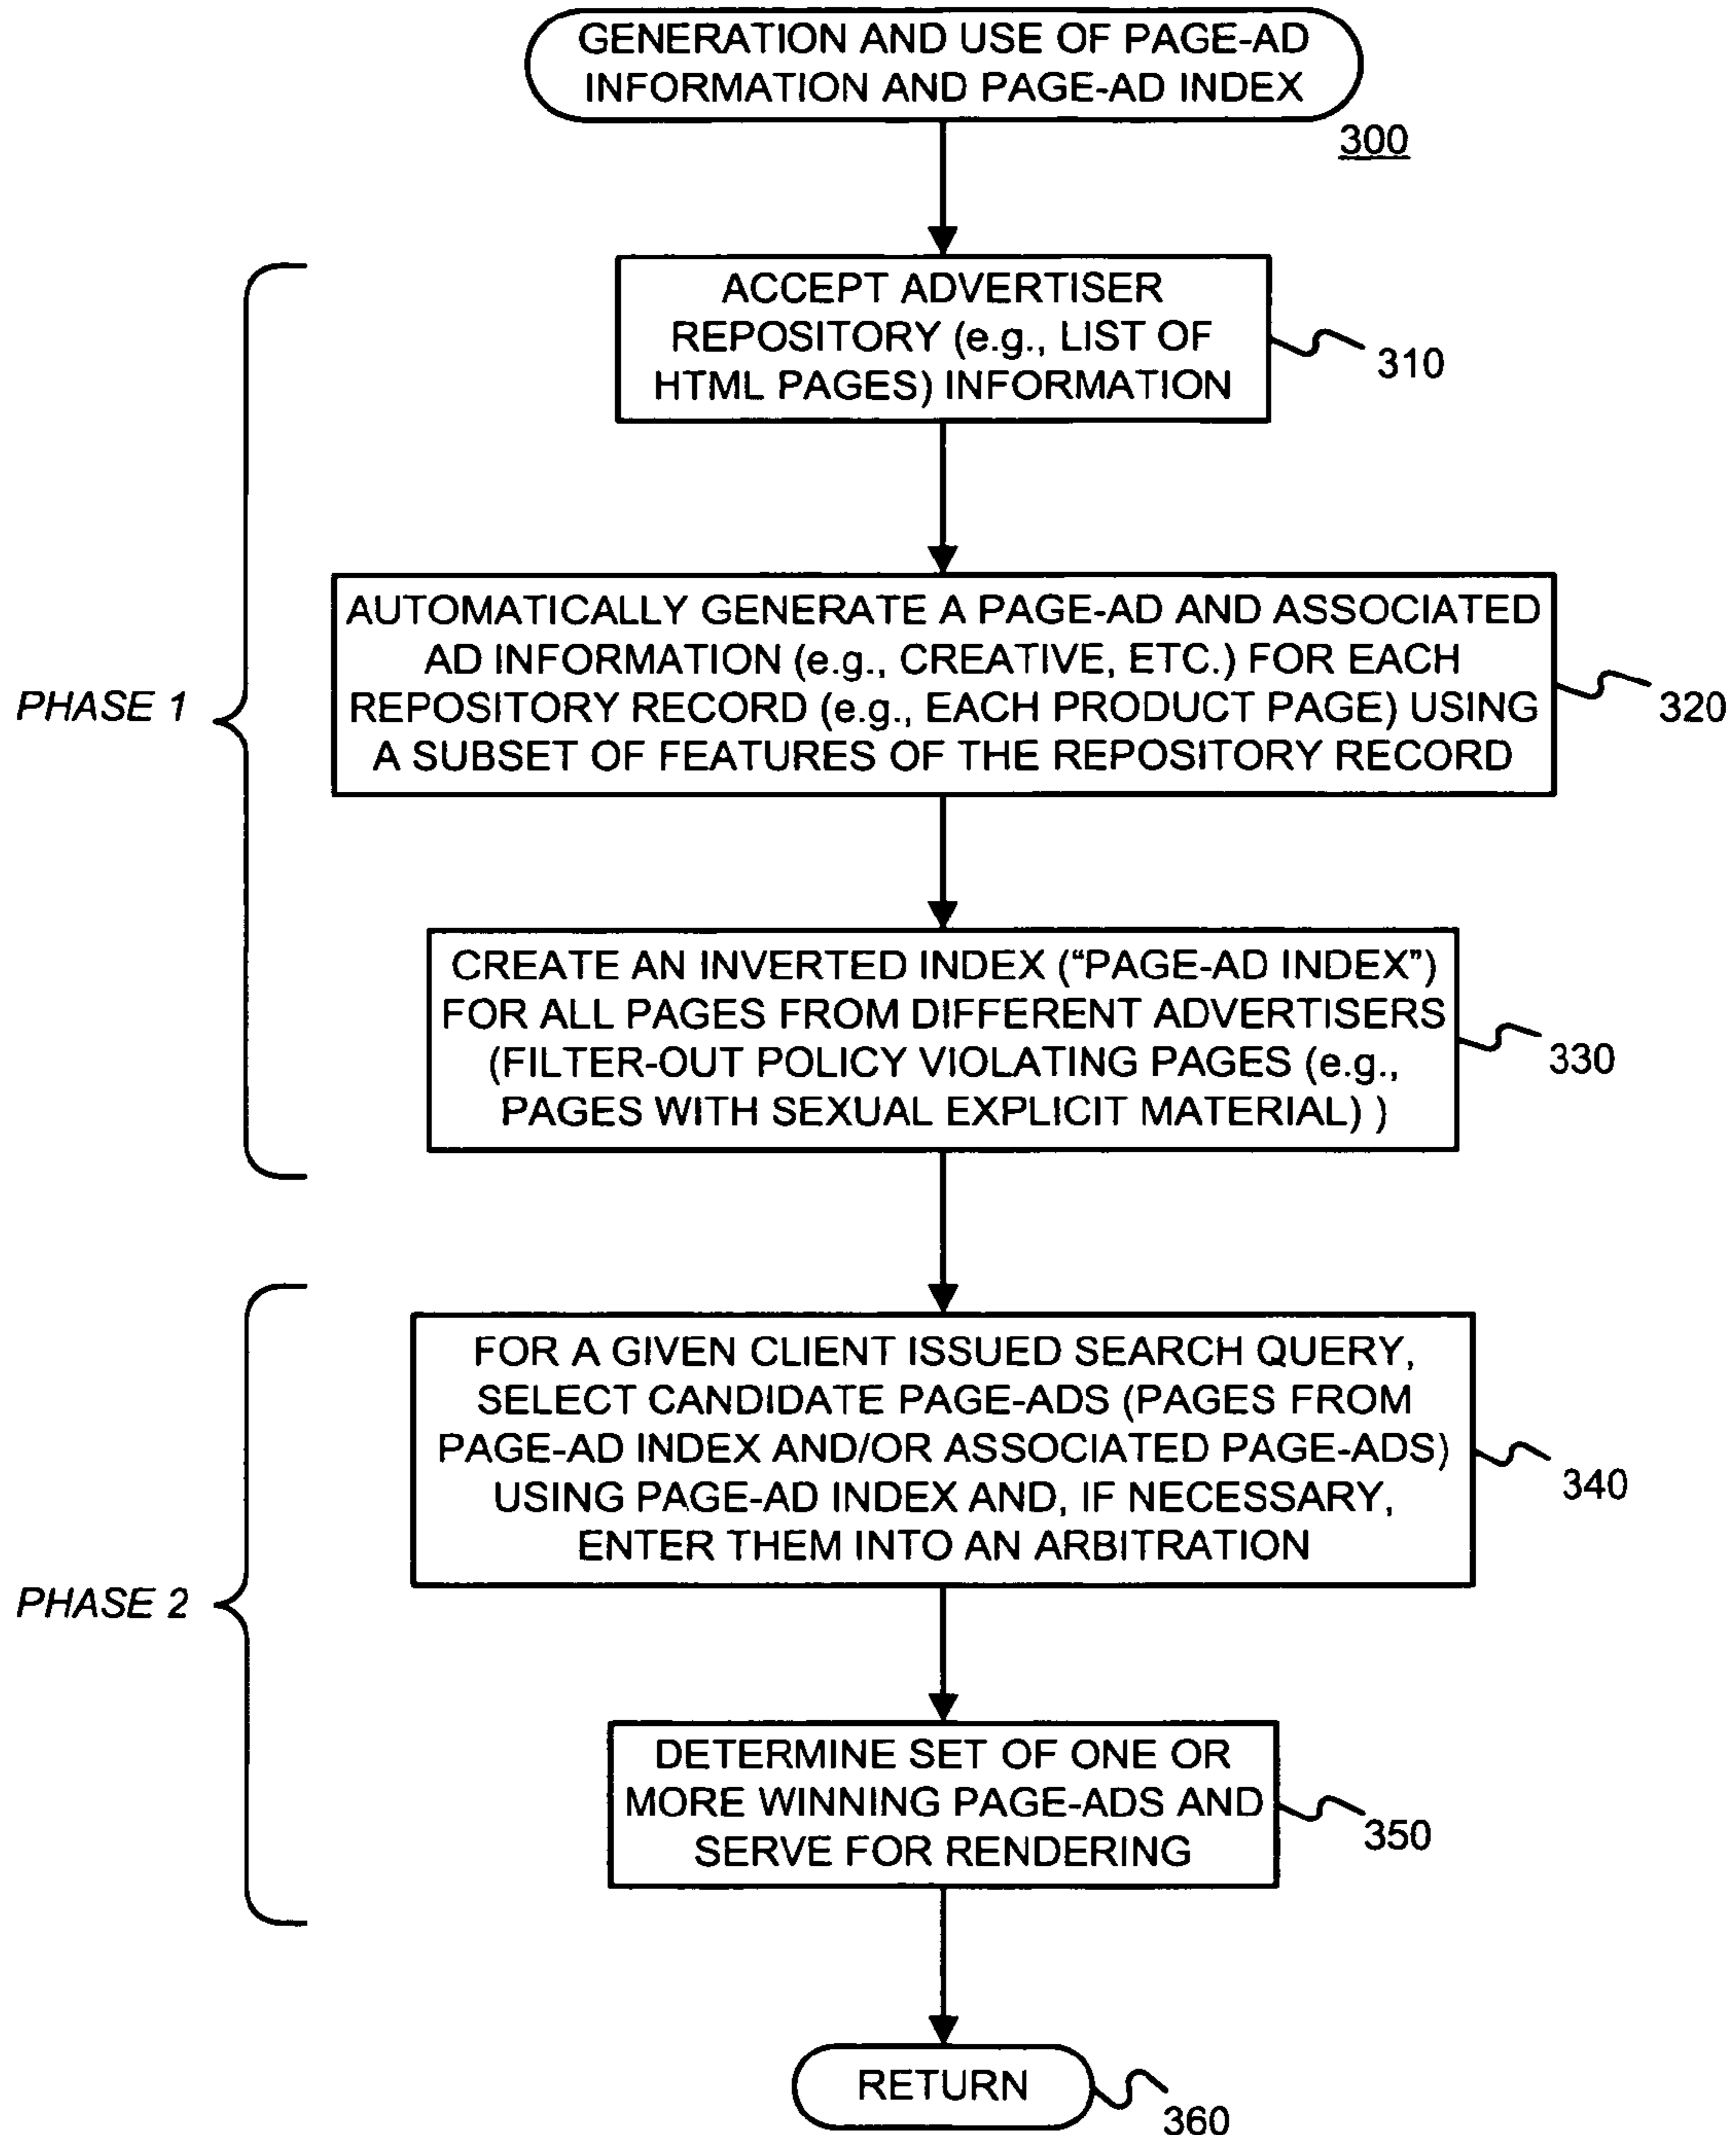 GENERATION AND USE OF PAGE-AD
INFORMATION AND PAGE-AD INDEX
300
ACCEPT ADVERTISER
REPOSITORY (e.g., LIST OF
HTML PAGES) INFORMATION
310
PHASE 1
AUTOMATICALLY GENERATE A PAGE-AD AND ASSOCIATED
AD INFORMATION (e.g., CREATIVE, ETC.) FOR EACH
REPOSITORY RECORD (e.g., EACH PRODUCT PAGE) USING
A SUBSET OF FEATURES OF THE REPOSITORY RECORD
320
CREATE AN INVERTED INDEX (“PAGE-AD INDEX”)
FOR ALL PAGES FROM DIFFERENT ADVERTISERS
(FILTER-OUT POLICY VIOLATING PAGES (e.g.,
PAGES WITH SEXUAL EXPLICIT MATERIAL) )
330
PHASE 2
FOR A GIVEN CLIENT ISSUED SEARCH QUERY,
SELECT CANDIDATE PAGE-ADS (PAGES FROM
PAGE-AD INDEX AND/OR ASSOCIATED PAGE-ADS)
USING PAGE-AD INDEX AND, IF NECESSARY,
ENTER THEM INTO AN ARBITRATION
340
DETERMINE SET OF ONE OR
MORE WINNING PAGE-ADS AND
SERVE FOR RENDERING
350
RETURN
360